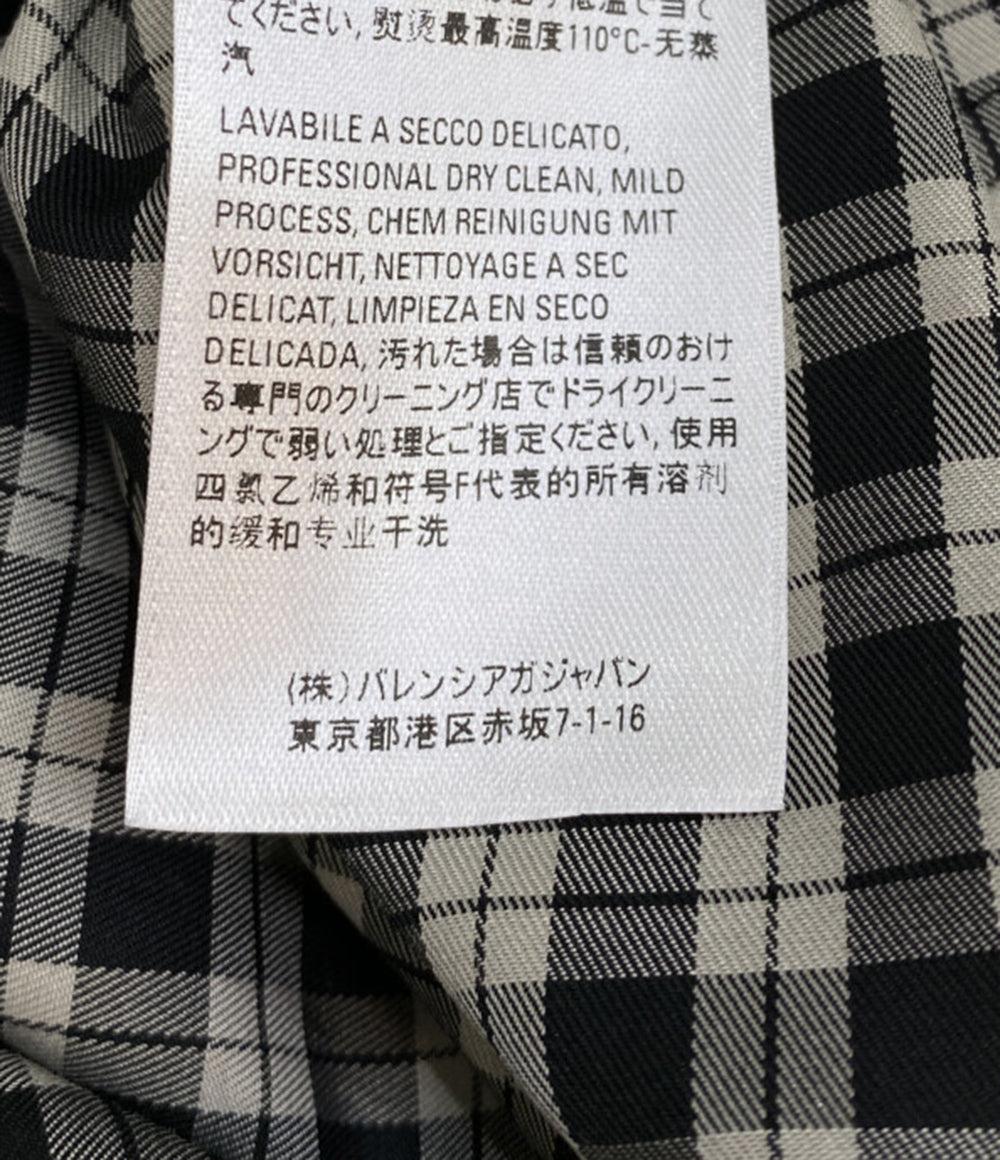 低温で当て
てください, 熨烫最高温度110°C-无蒸
汽
LAVABILE A SECCO DELICATO,
PROFESSIONAL DRY CLEAN, MILD
PROCESS, CHEM REINIGUNG MIT
VORSICHT, NETTOYAGE A SEC
DELICAT, LIMPIEZA EN SECO
DELICADA, 汚れた場合は信頼のおけ
る専門のクリーニング店でドライクリーニ
ングで弱い処理とご指定ください, 使用
四氯乙烯和符号F代表的所有溶剂
的缓和专业干洗
(株)バレンシアガジャパン
東京都港区赤坂7-1-16